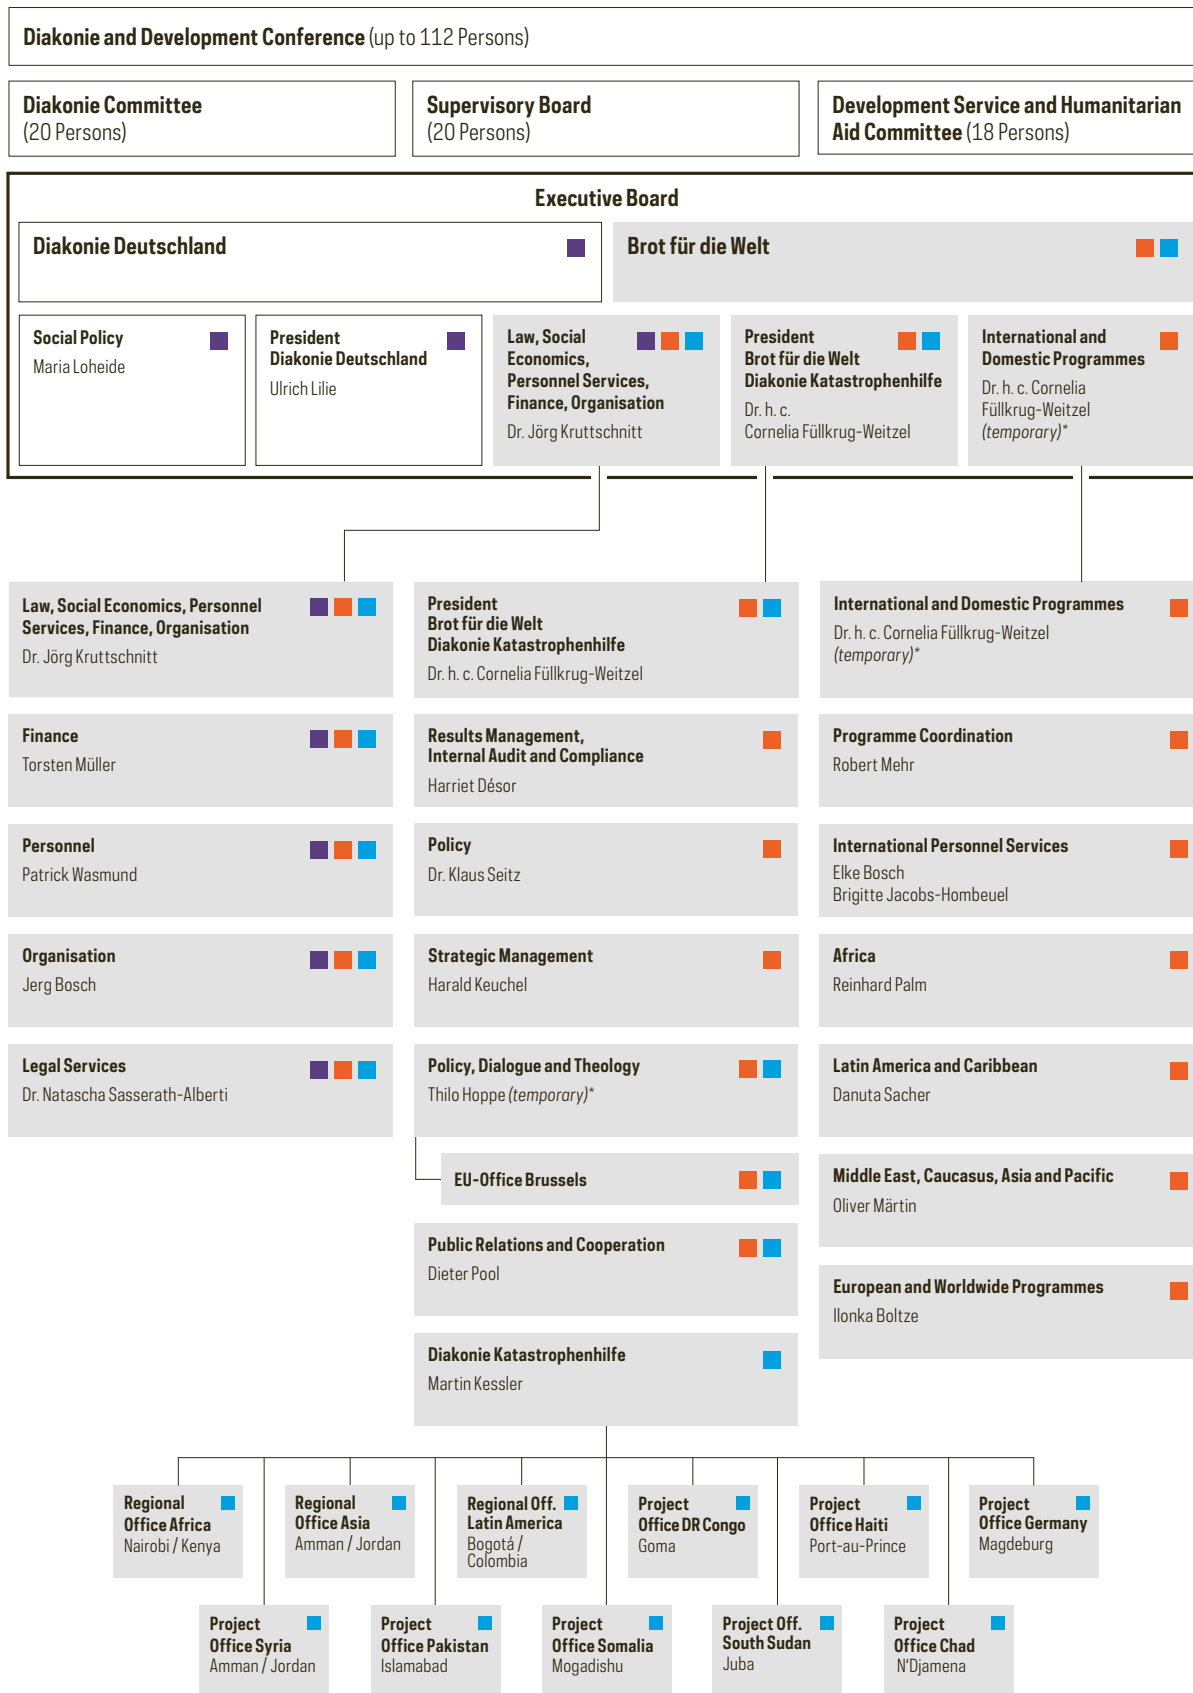 Diakonie and Development Conference (up to 112 Persons)
Diakonie Committee
(20 Persons)
Supervisory Board
(20 Persons)
Development Service and Humanitarian
Aid Committee (18 Persons)
Executive Board
Diakonie Deutschland
Brot für die Welt
Social Policy
Maria Loheide
President
Diakonie Deutschland
Ulrich Lilie
Law, Social
Economics,
Personnel Services,
Finance, Organisation
Dr. Jörg Kruttschnitt
President
Brot für die Welt
Diakonie Katastrophenhilfe
Dr. h. c.
Cornelia Füllkrug-Weitzel
International and
Domestic Programmes
Dr. h. c. Cornelia
Füllkrug-Weitzel
(temporary)*
Law, Social Economics, Personnel
Services, Finance, Organisation
Dr. Jörg Kruttschnitt
Finance
Torsten Müller
Personnel
Patrick Wasmund
Organisation
Jerg Bosch
Legal Services
Dr. Natascha Sasserath-Alberti
President
Brot für die Welt
Diakonie Katastrophenhilfe
Dr. h. c. Cornelia Füllkrug-Weitzel
Results Management,
Internal Audit and Compliance
Harriet Désor
Policy
Dr. Klaus Seitz
Strategic Management
Harald Keuchel
Policy, Dialogue and Theology
Thilo Hoppe (temporary)*
EU-Office Brussels
Public Relations and Cooperation
Dieter Pool
Diakonie Katastrophenhilfe
Martin Kessler
International and Domestic Programmes
Dr. h. c. Cornelia Füllkrug-Weitzel
(temporary)*
Programme Coordination
Robert Mehr
International Personnel Services
Elke Bosch
Brigitte Jacobs-Hombeuel
Africa
Reinhard Palm
Latin America and Caribbean
Danuta Sacher
Middle East, Caucasus, Asia and Pacific
Oliver Märtin
European and Worldwide Programmes
Ilonka Boltze
Regional
Office Africa
Nairobi / Kenya
Regional
Office Asia
Amman / Jordan
Regional Off.
Latin America
Bogotá /
Colombia
Project
Office DR Congo
Goma
Project
Office Haiti
Port-au-Prince
Project
Office Germany
Magdeburg
Project
Office Syria
Amman / Jordan
Project
Office Pakistan
Islamabad
Project
Office Somalia
Mogadishu
Project Off.
South Sudan
Juba
Project
Office Chad
N'Djamena